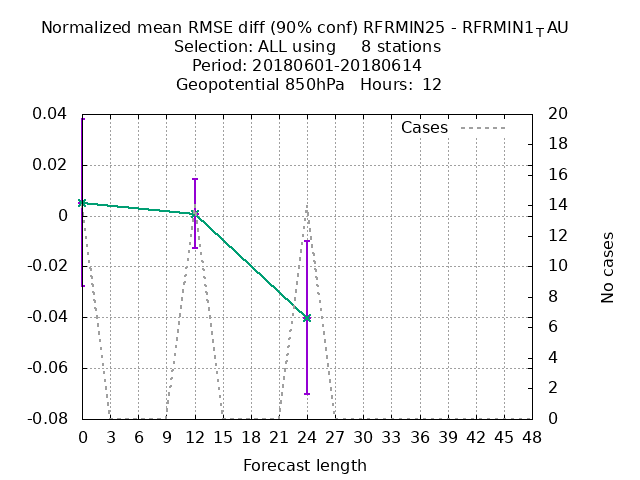 Normalized mean RMSE diff (90% conf) RFRMIN25 - RFRMIN1_TAU
Selection: ALL using 8 stations
Period: 20180601-20180614
Geopotential 850hPa Hours: 12
Cases
0.04
0.02
0
-0.02
-0.04
-0.06
-0.08
20
18
16
14
12
10
8
6
4
2
0
No cases
0 3 6 9 12 15 18 21 24 27 30 33 36 39 42 45 48
Forecast length